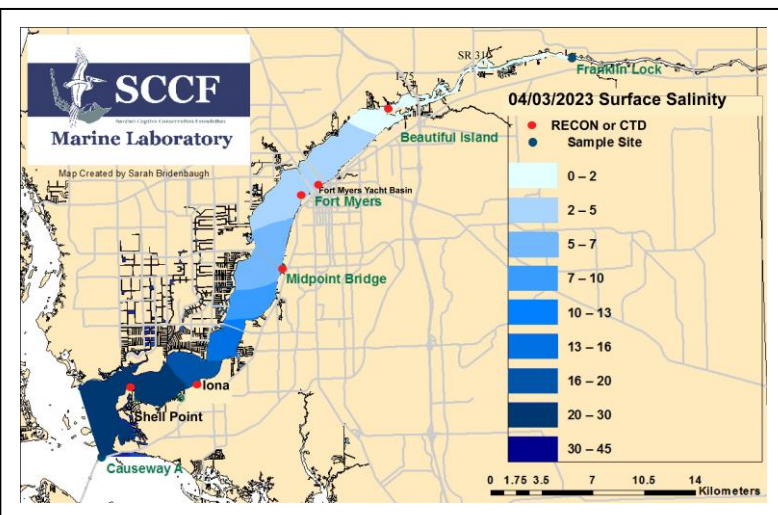 SCCF
Marine Laboratory
Map Created by Sarah Bridenbaugh
SR 31
Franklin Lock
I-75
04/03/2023 Surface Salinity
RECON or CTD
Sample Site
Beautiful Island
Fort Myers Yacht Basin
Fort Myers
Midpoint Bridge
Iona
Shell Point
Causeway A
0 – 2
2 – 5
5 – 7
7 – 10
10 – 13
13 – 16
16 – 20
20 – 30
30 – 45
0 1.75 3.5 7 10.5 14
Kilometers